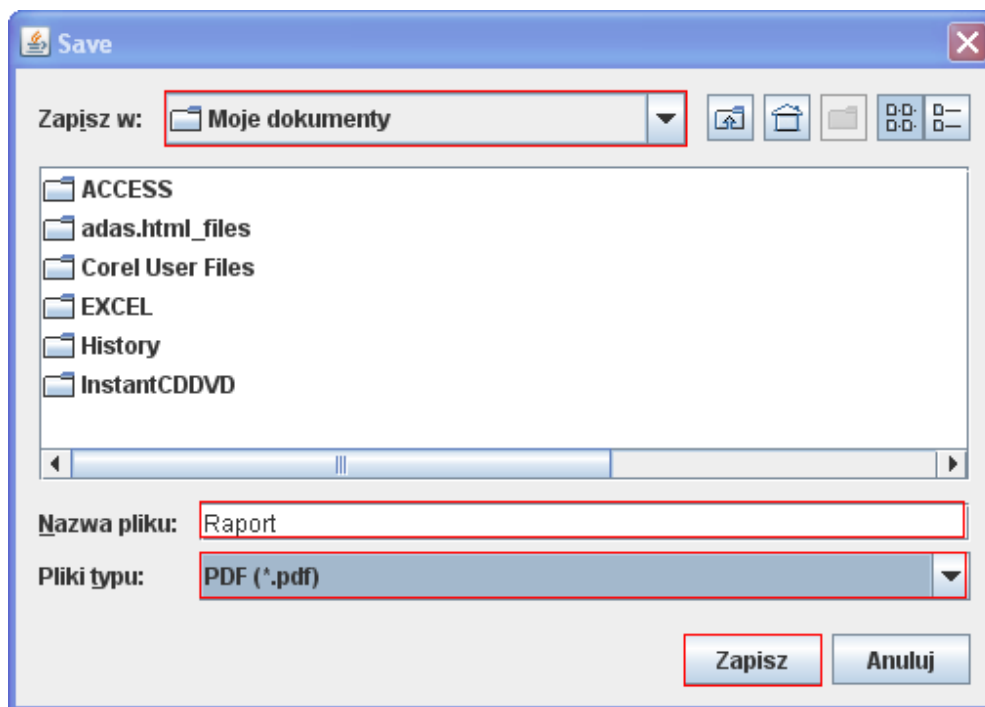 Save
Zapisz w: Moje dokumenty
ACCESS
adas.html_files
Corel User Files
EXCEL
History
InstantCDDVD
Nazwa pliku: Raport
Pliki typu: PDF (*.pdf)
Zapisz Anuluj